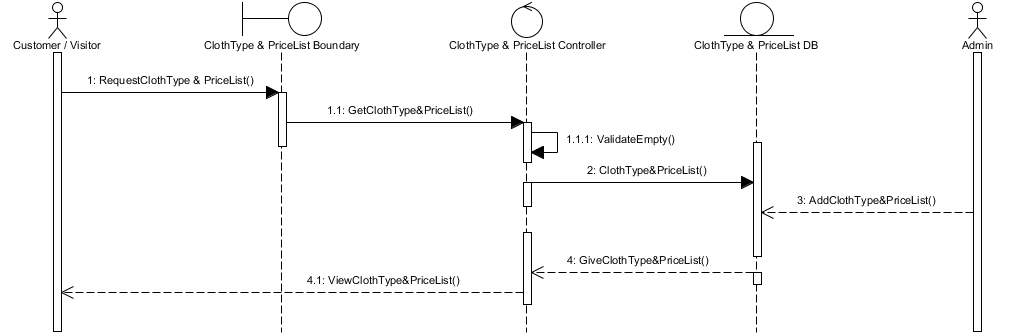 Customer / Visitor
ClothType & PriceList Boundary
ClothType & PriceList Controller
ClothType & PriceList DB
Admin
1: RequestClothType & PriceList()
1.1: GetClothType&PriceList()
1.1.1: ValidateEmpty()
2: ClothType&PriceList()
3: AddClothType&PriceList()
4: GiveClothType&PriceList()
4.1: ViewClothType&PriceList()